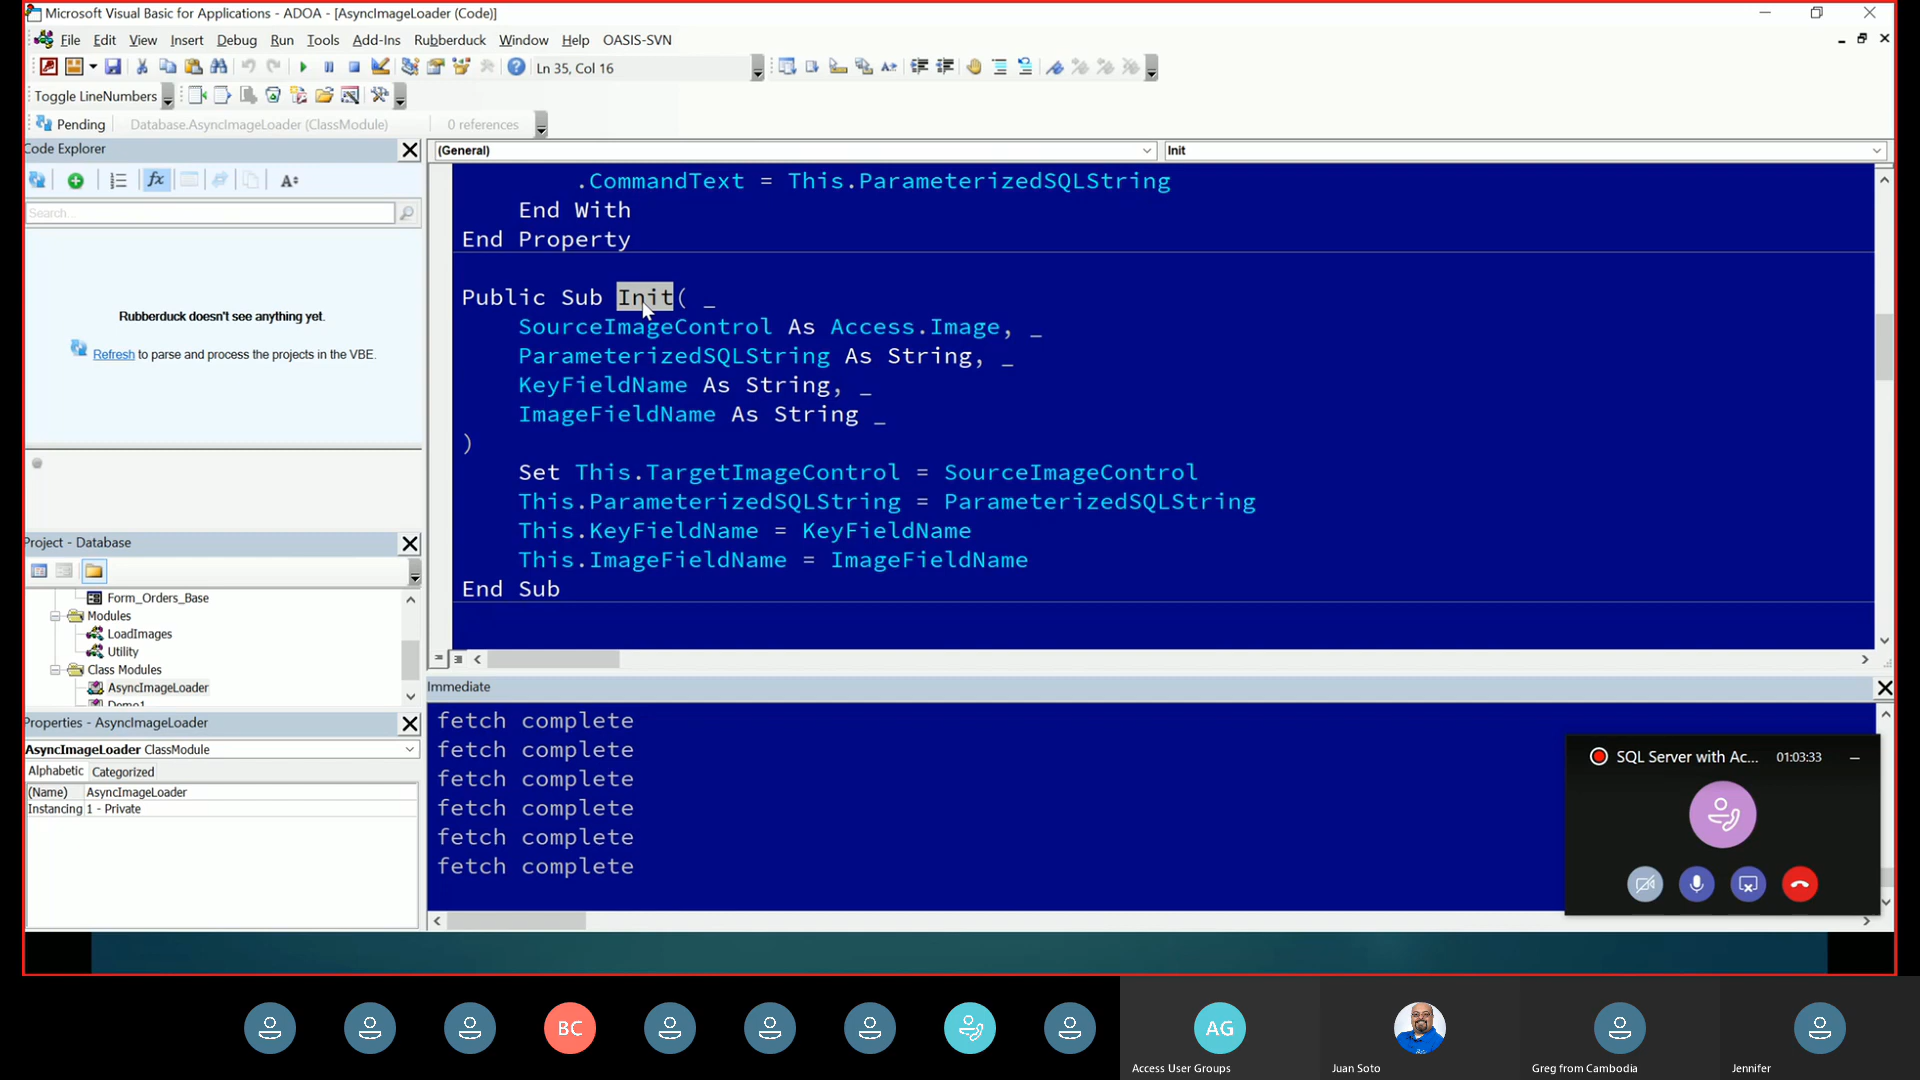 Microsoft Visual Basic for Applications - ADOA - [AsyncImageLoader (Code)]
File Edit View Insert Debug Run Tools Add-Ins Rubberduck Window Help OASIS-SVN
Ln 35, Col 16
Toggle LineNumbers
Pending Database.AsyncImageLoader (ClassModule) 0 references
Code Explorer
Search...
Rubberduck doesn't see anything yet.
Refresh to parse and process the projects in the VBE.
Project - Database
Form_Orders_Base
Modules
LoadImages
Utility
Class Modules
AsyncImageLoader
Demo1
Properties - AsyncImageLoader
AsyncImageLoader ClassModule
Alphabetic Categorized
(Name) AsyncImageLoader
Instancing 1 - Private
(General) Init
.CommandText = This.ParameterizedSQLString
End With
End Property
Public Sub Init( _
SourceImageControl As Access.Image, _
ParameterizedSQLString As String, _
KeyFieldName As String, _
ImageFieldName As String _
)
Set This.TargetImageControl = SourceImageControl
This.ParameterizedSQLString = ParameterizedSQLString
This.KeyFieldName = KeyFieldName
This.ImageFieldName = ImageFieldName
End Sub
Immediate
fetch complete
fetch complete
fetch complete
fetch complete
fetch complete
fetch complete
SQL Server with Ac... 01:03:33
BC
AG
Access User Groups
Juan Soto
Greg from Cambodia
Jennifer